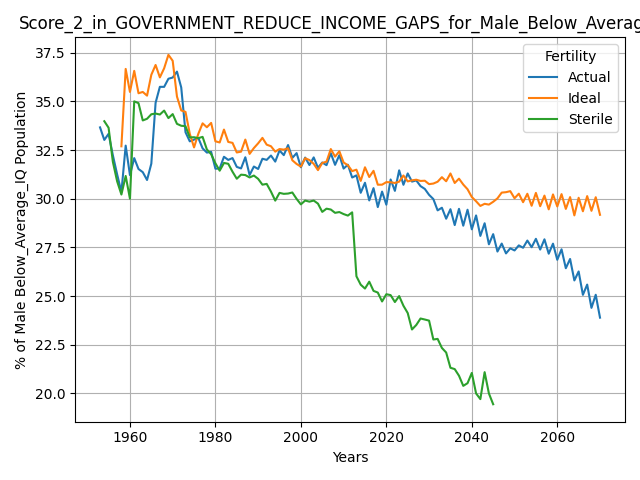 Score_2_in_GOVERNMENT_REDUCE_INCOME_GAPS_for_Male_Below_Average
37.5
35.0
32.5
30.0
27.5
25.0
22.5
20.0
% of Male Below_Average_IQ Population
Fertility
Actual
Ideal
Sterile
1960
1980
2000
2020
2040
2060
Years